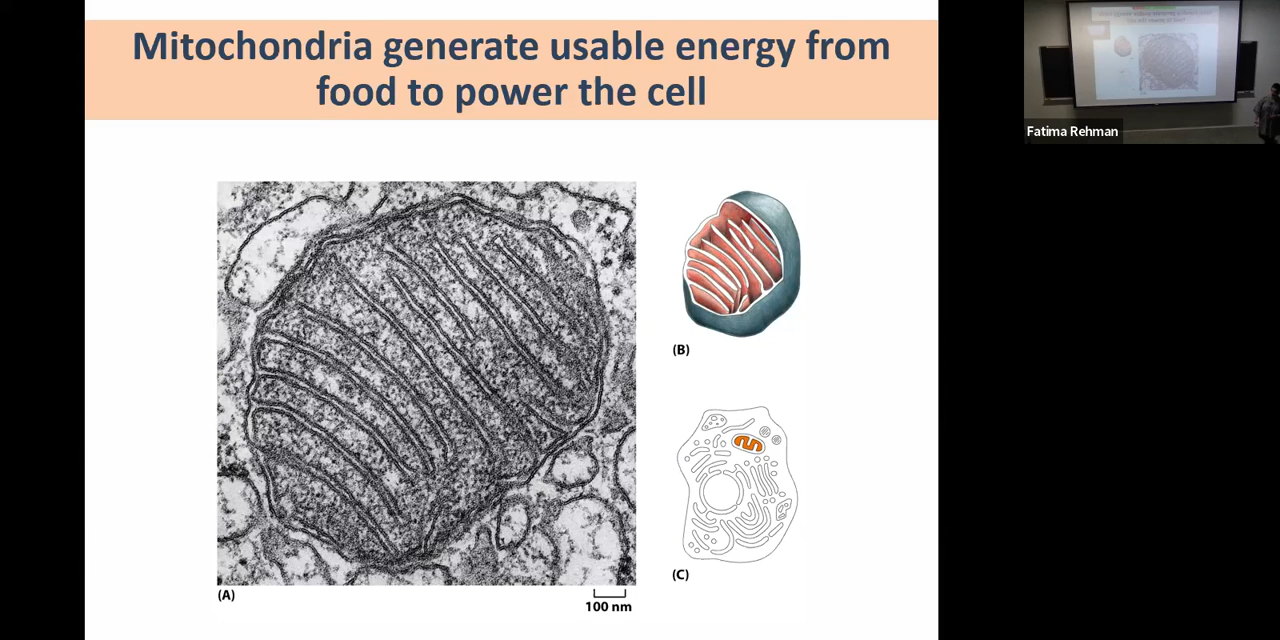 Mitochondria generate usable energy from
food to power the cell
Fatima Rehman
(A)
100 nm
(B)
(C)